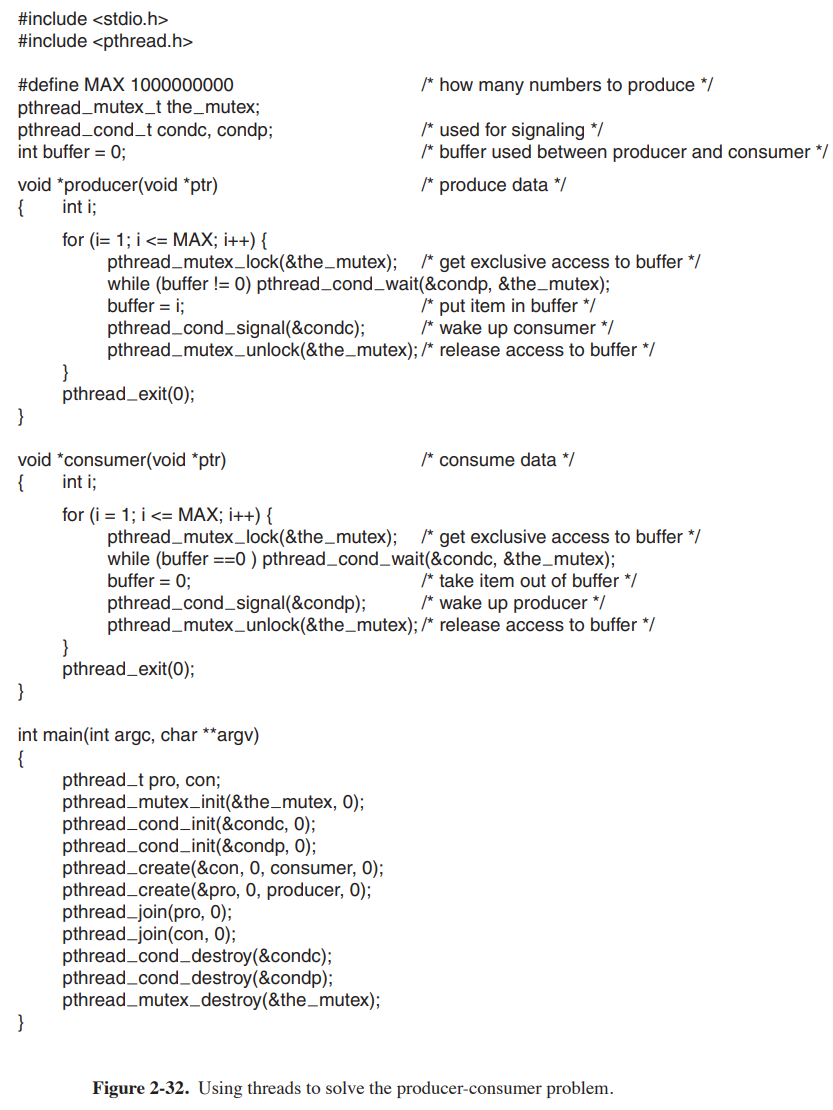 #include <stdio.h>
#include <pthread.h>
#define MAX 1000000000 /* how many numbers to produce */
pthread_mutex_t the_mutex;
pthread_cond_t condc, condp; /* used for signaling */
int buffer = 0; /* buffer used between producer and consumer */
void *producer(void *ptr) /* produce data */
{ int i;
for (i= 1; i <= MAX; i++) {
pthread_mutex_lock(&the_mutex); /* get exclusive access to buffer */
while (buffer != 0) pthread_cond_wait(&condp, &the_mutex);
buffer = i; /* put item in buffer */
pthread_cond_signal(&condc); /* wake up consumer */
pthread_mutex_unlock(&the_mutex); /* release access to buffer */
}
pthread_exit(0);
}
void *consumer(void *ptr) /* consume data */
{ int i;
for (i = 1; i <= MAX; i++) {
pthread_mutex_lock(&the_mutex); /* get exclusive access to buffer */
while (buffer ==0 ) pthread_cond_wait(&condc, &the_mutex);
buffer = 0; /* take item out of buffer */
pthread_cond_signal(&condp); /* wake up producer */
pthread_mutex_unlock(&the_mutex); /* release access to buffer */
}
pthread_exit(0);
}
int main(int argc, char **argv)
{
pthread_t pro, con;
pthread_mutex_init(&the_mutex, 0);
pthread_cond_init(&condc, 0);
pthread_cond_init(&condp, 0);
pthread_create(&con, 0, consumer, 0);
pthread_create(&pro, 0, producer, 0);
pthread_join(pro, 0);
pthread_join(con, 0);
pthread_cond_destroy(&condc);
pthread_cond_destroy(&condp);
pthread_mutex_destroy(&the_mutex);
}
Figure 2-32. Using threads to solve the producer-consumer problem.